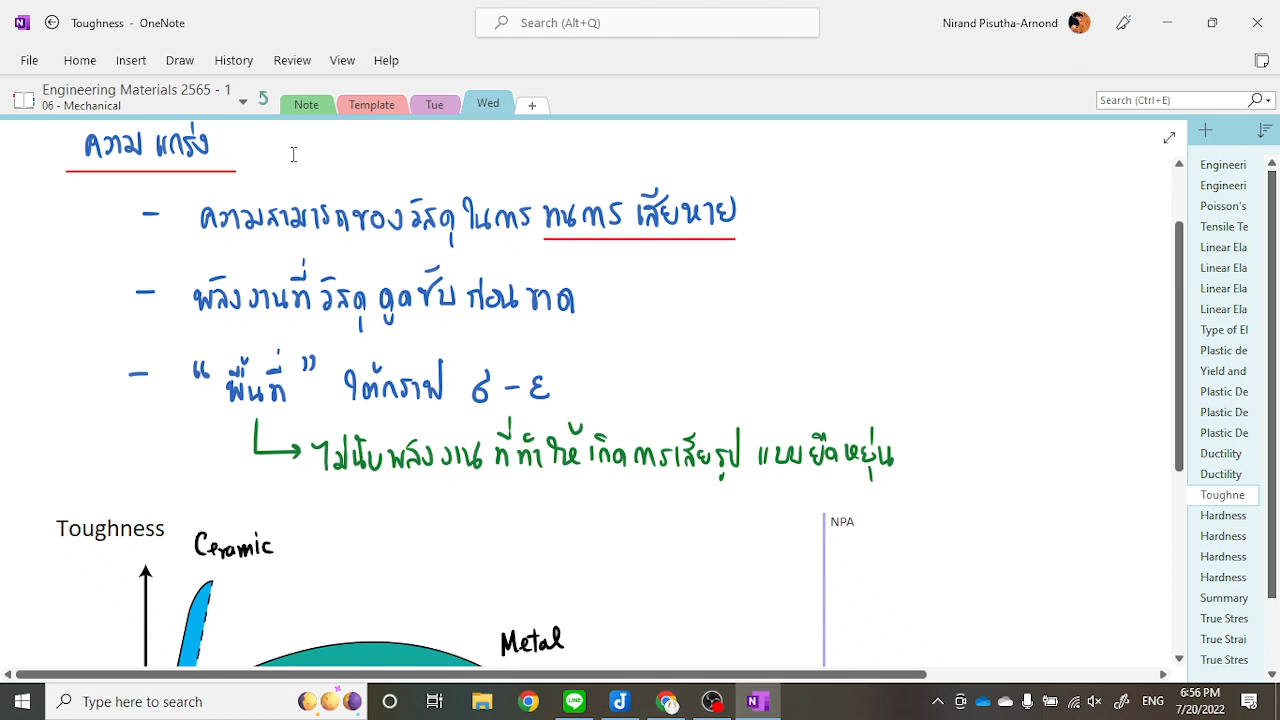 Toughness - OneNote
Search (Alt+Q)
Nirand Pisutha-Arnond
File Home Insert Draw History Review View Help
Engineering Materials 2565 - 1
06 - Mechanical
Note Template Tue Wed
Search (Ctrl+E)
ความแกร่ง
- ความสามารถของวัสดุในการ ทนการ เสียหาย
- พลังงานที่วัสดุดูดซับก่อนขาด
- “พื้นที่” ใต้กราฟ σ - ε
ไม่นับพลังงานที่ทำให้เกิดการเสียรูป แบบยืดหยุ่น
Toughness
Ceramic
NPA
Metal
Engineeri
Engineeri
Poisson's
Tensile Te
Linear Ela
Linear Ela
Linear Ela
Linear Ela
Type of El
Plastic de
Yield and
Plastic De
Plastic De
Plastic De
Ductility
Ductility
Toughne
Hardness
Hardness
Hardness
Hardness
Summary
True Stres
True Strai
True Stres
Type here to search
LINE
6:56 PM
7/20/2022